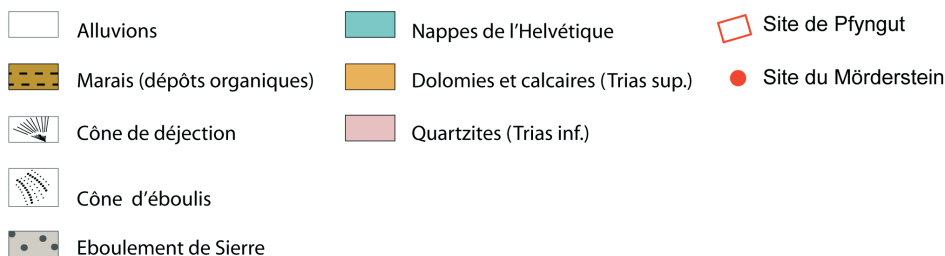 Alluvions
Marais (dépôts organiques)
Cône de déjection
Cône d'éboulis
Eboulement de Sierre
Nappes de l'Helvétique
Dolomies et calcaires (Trias sup.)
Quartzites (Trias inf.)
Site de Pfyngut
Site du Mörderstein